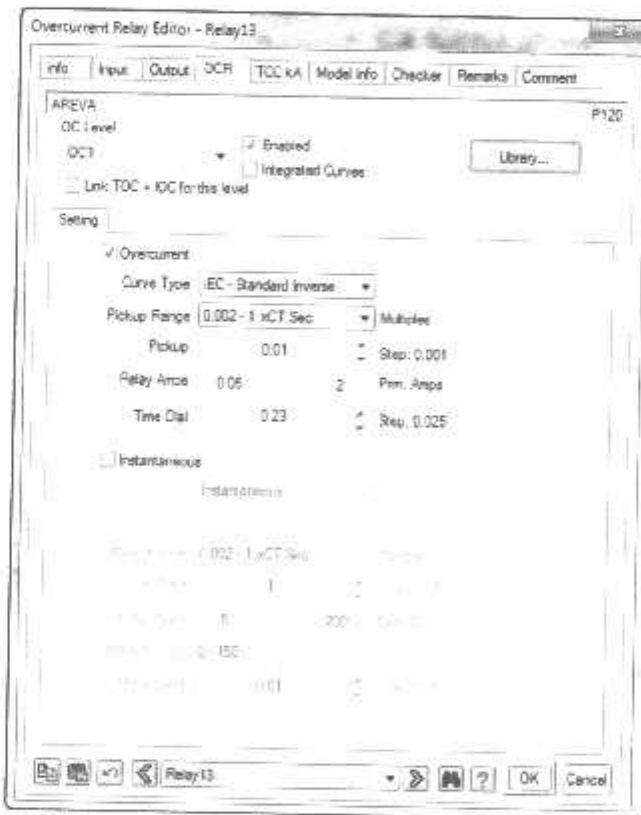 Overcurrent Relay Editor - Relay13
Info Input Output OCR TCC kA Model Info Checker Remarks Comment
AREVA P120
OC Level
OC1 Enabled
Integrated Curves Library...
Link TOC + IOC for this level
Setting
Overcurrent
Curve Type IEC - Standard Inverse
Pickup Range 0.002 - 1 xCT Sec Multiples
Pickup 0.01 Step: 0.001
Relay Amps 0.05 2 Prim. Amps
Time Dial 0.23 Step: 0.025
Instantaneous
Instantaneous
0.002 - 1 xCT Sec
1
5 200
150
0.01
Relay13 ? OK Cancel